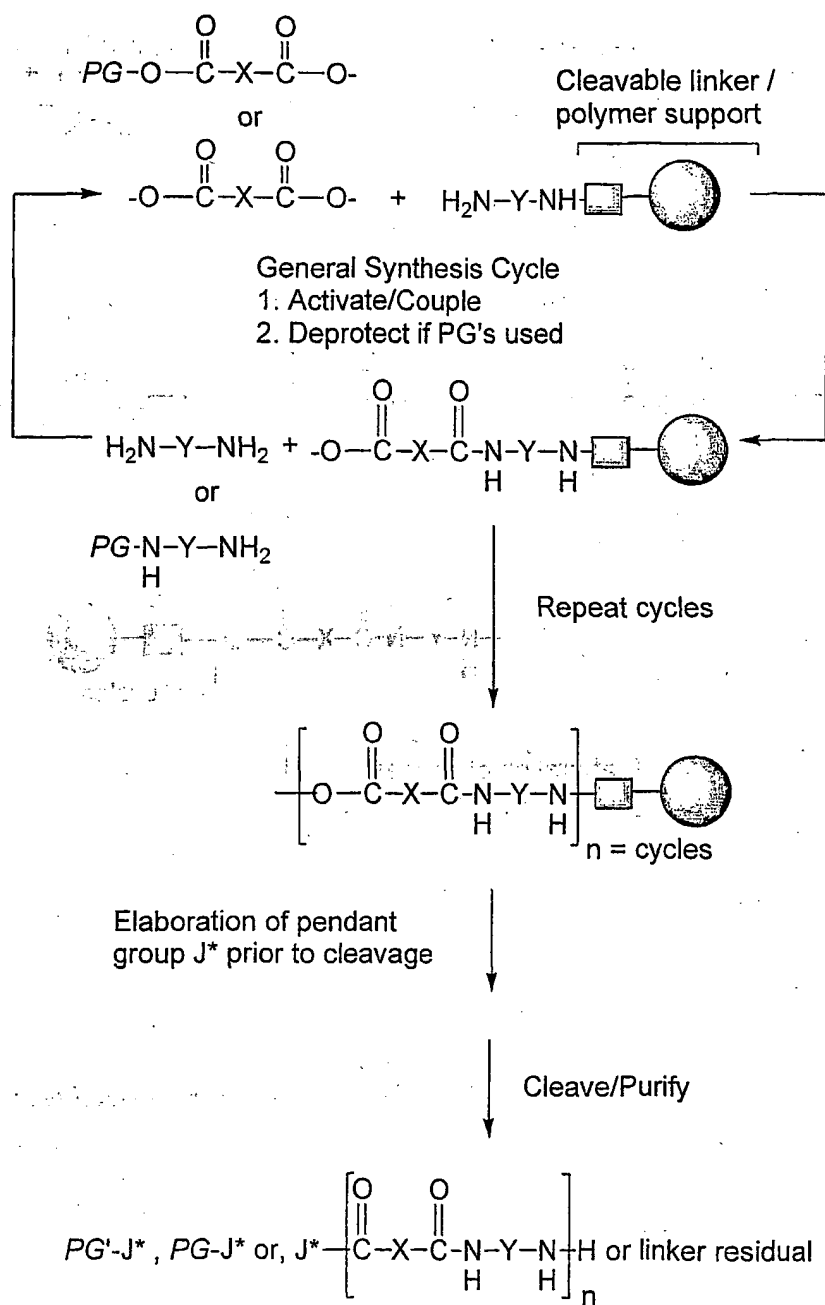 O O
PG-O-C-X-C-O-
or
Cleavable linker /
polymer support
O O
-O-C-X-C-O- + H₂N-Y-NH
General Synthesis Cycle
1. Activate/Couple
2. Deprotect if PG's used
O O
H₂N-Y-NH₂ + -O-C-X-C-N-Y-N
H H
or
PG-N-Y-NH₂
H
Repeat cycles
O O
O-C-X-C-N-Y-N
H H
n = cycles
Elaboration of pendant
group J* prior to cleavage
Cleave/Purify
O O
PG'-J* , PG-J* or, J*-[C-X-C-N-Y-N]-H or linker residual
H H
n